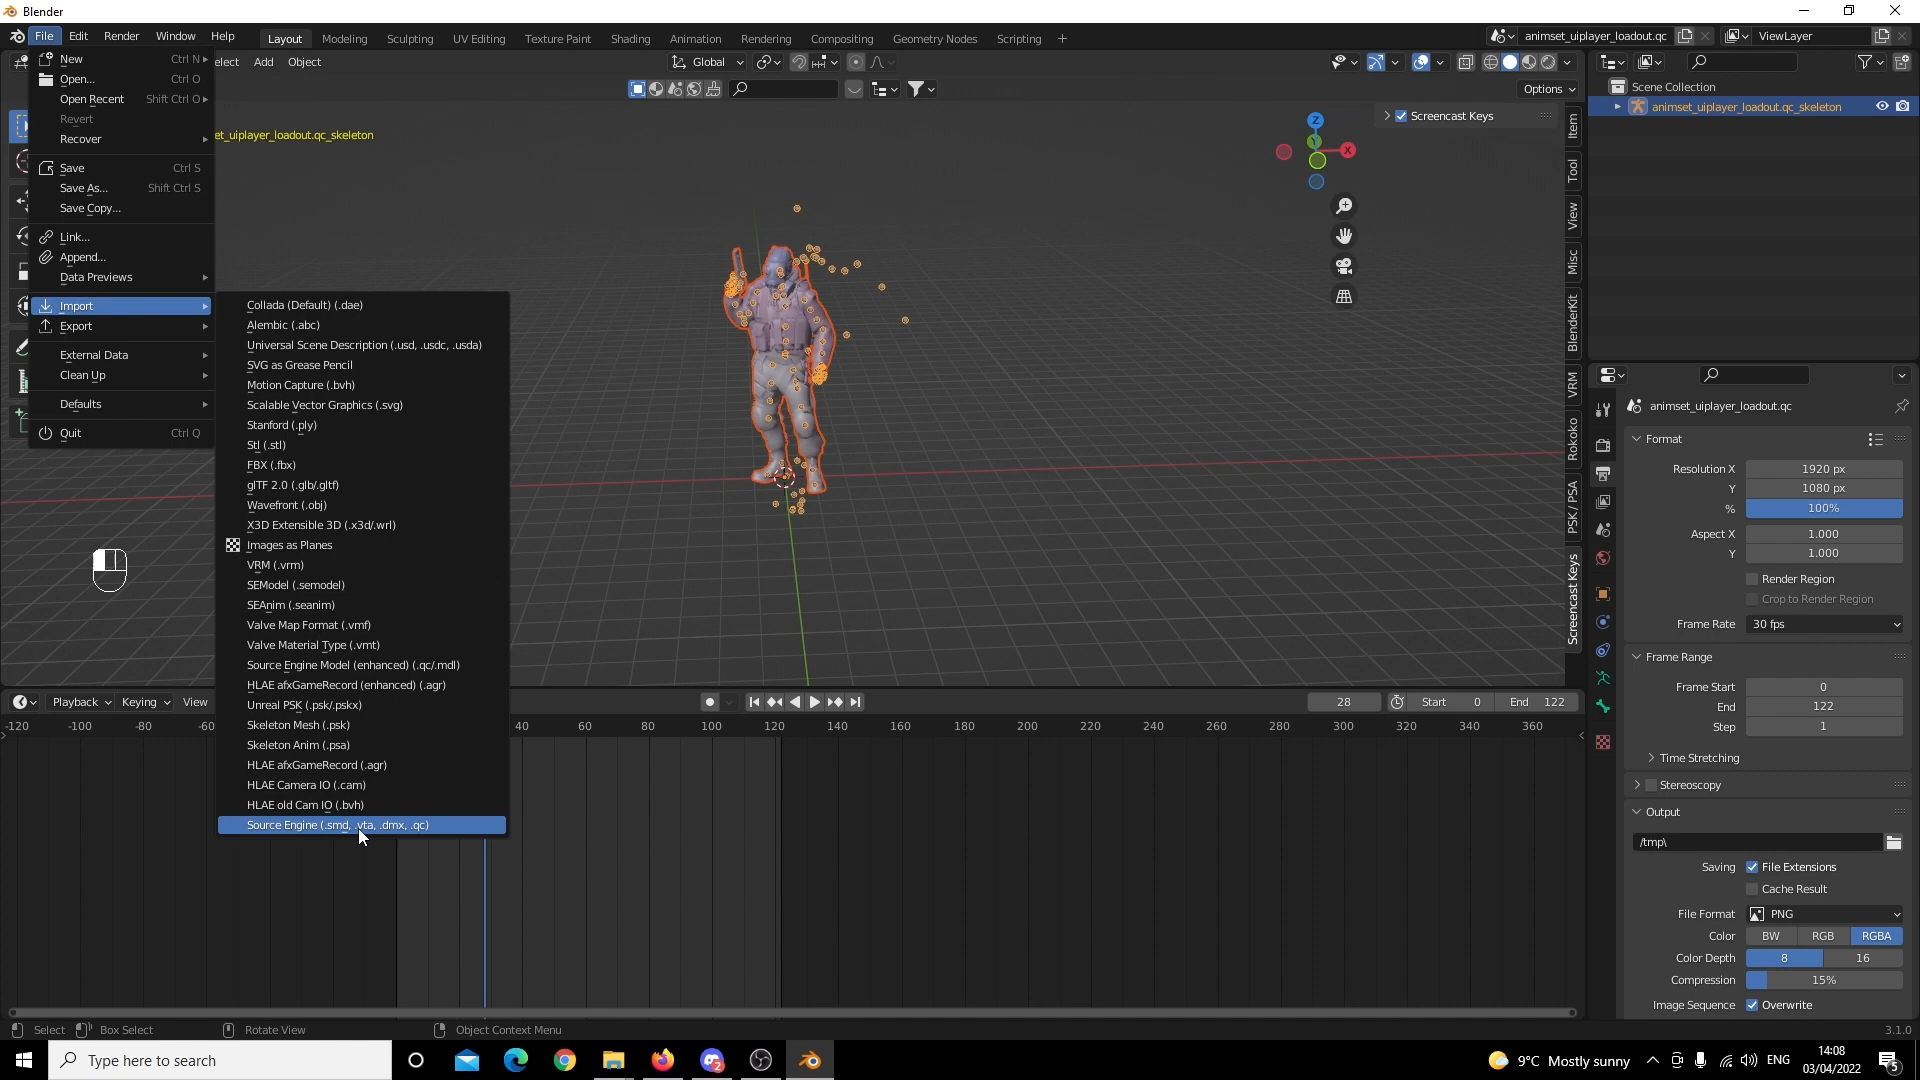 Blender
File Edit Render Window Help Layout Modeling Sculpting UV Editing Texture Paint Shading Animation Rendering Compositing Geometry Nodes Scripting + animset_uiplayer_loadout.qc ViewLayer
elect Add Object Global
Options
New Ctrl N
Open... Ctrl O
Open Recent Shift Ctrl O
Revert
Recover
Save Ctrl S
Save As... Shift Ctrl S
Save Copy...
Link...
Append...
Data Previews
Import
Export
External Data
Clean Up
Defaults
Quit Ctrl Q
Collada (Default) (.dae)
Alembic (.abc)
Universal Scene Description (.usd, .usdc, .usda)
SVG as Grease Pencil
Motion Capture (.bvh)
Scalable Vector Graphics (.svg)
Stanford (.ply)
Stl (.stl)
FBX (.fbx)
glTF 2.0 (.glb/.gltf)
Wavefront (.obj)
X3D Extensible 3D (.x3d/.wrl)
Images as Planes
VRM (.vrm)
SEModel (.semodel)
SEAnim (.seanim)
Valve Map Format (.vmf)
Valve Material Type (.vmt)
Source Engine Model (enhanced) (.qc/.mdl)
HLAE afxGameRecord (enhanced) (.agr)
Unreal PSK (.psk/.pskx)
Skeleton Mesh (.psk)
Skeleton Anim (.psa)
HLAE afxGameRecord (.agr)
HLAE Camera IO (.cam)
HLAE old Cam IO (.bvh)
Source Engine (.smd, .vta, .dmx, .qc)
et_uiplayer_loadout.qc_skeleton
Screencast Keys
Z
Y
X
Item
Tool
View
Misc
BlenderKit
VRM
Rokoko
PSK / PSA
Screencast Keys
Scene Collection
animset_uiplayer_loadout.qc_skeleton
animset_uiplayer_loadout.qc
Format
Resolution X 1920 px
Y 1080 px
% 100%
Aspect X 1.000
Y 1.000
Render Region
Crop to Render Region
Frame Rate 30 fps
Frame Range
Frame Start 0
End 122
Step 1
Time Stretching
Stereoscopy
Output
/tmp\
Saving File Extensions
Cache Result
File Format PNG
Color BW RGB RGBA
Color Depth 8 16
Compression 15%
Image Sequence Overwrite
Playback Keying View 28 Start 0 End 122
-120 -100 -80 -60 40 60 80 100 120 140 160 180 200 220 240 260 280 300 320 340 360
Select Box Select Rotate View Object Context Menu 3.1.0
Type here to search 2 9°C Mostly sunny ENG 14:08
03/04/2022 5